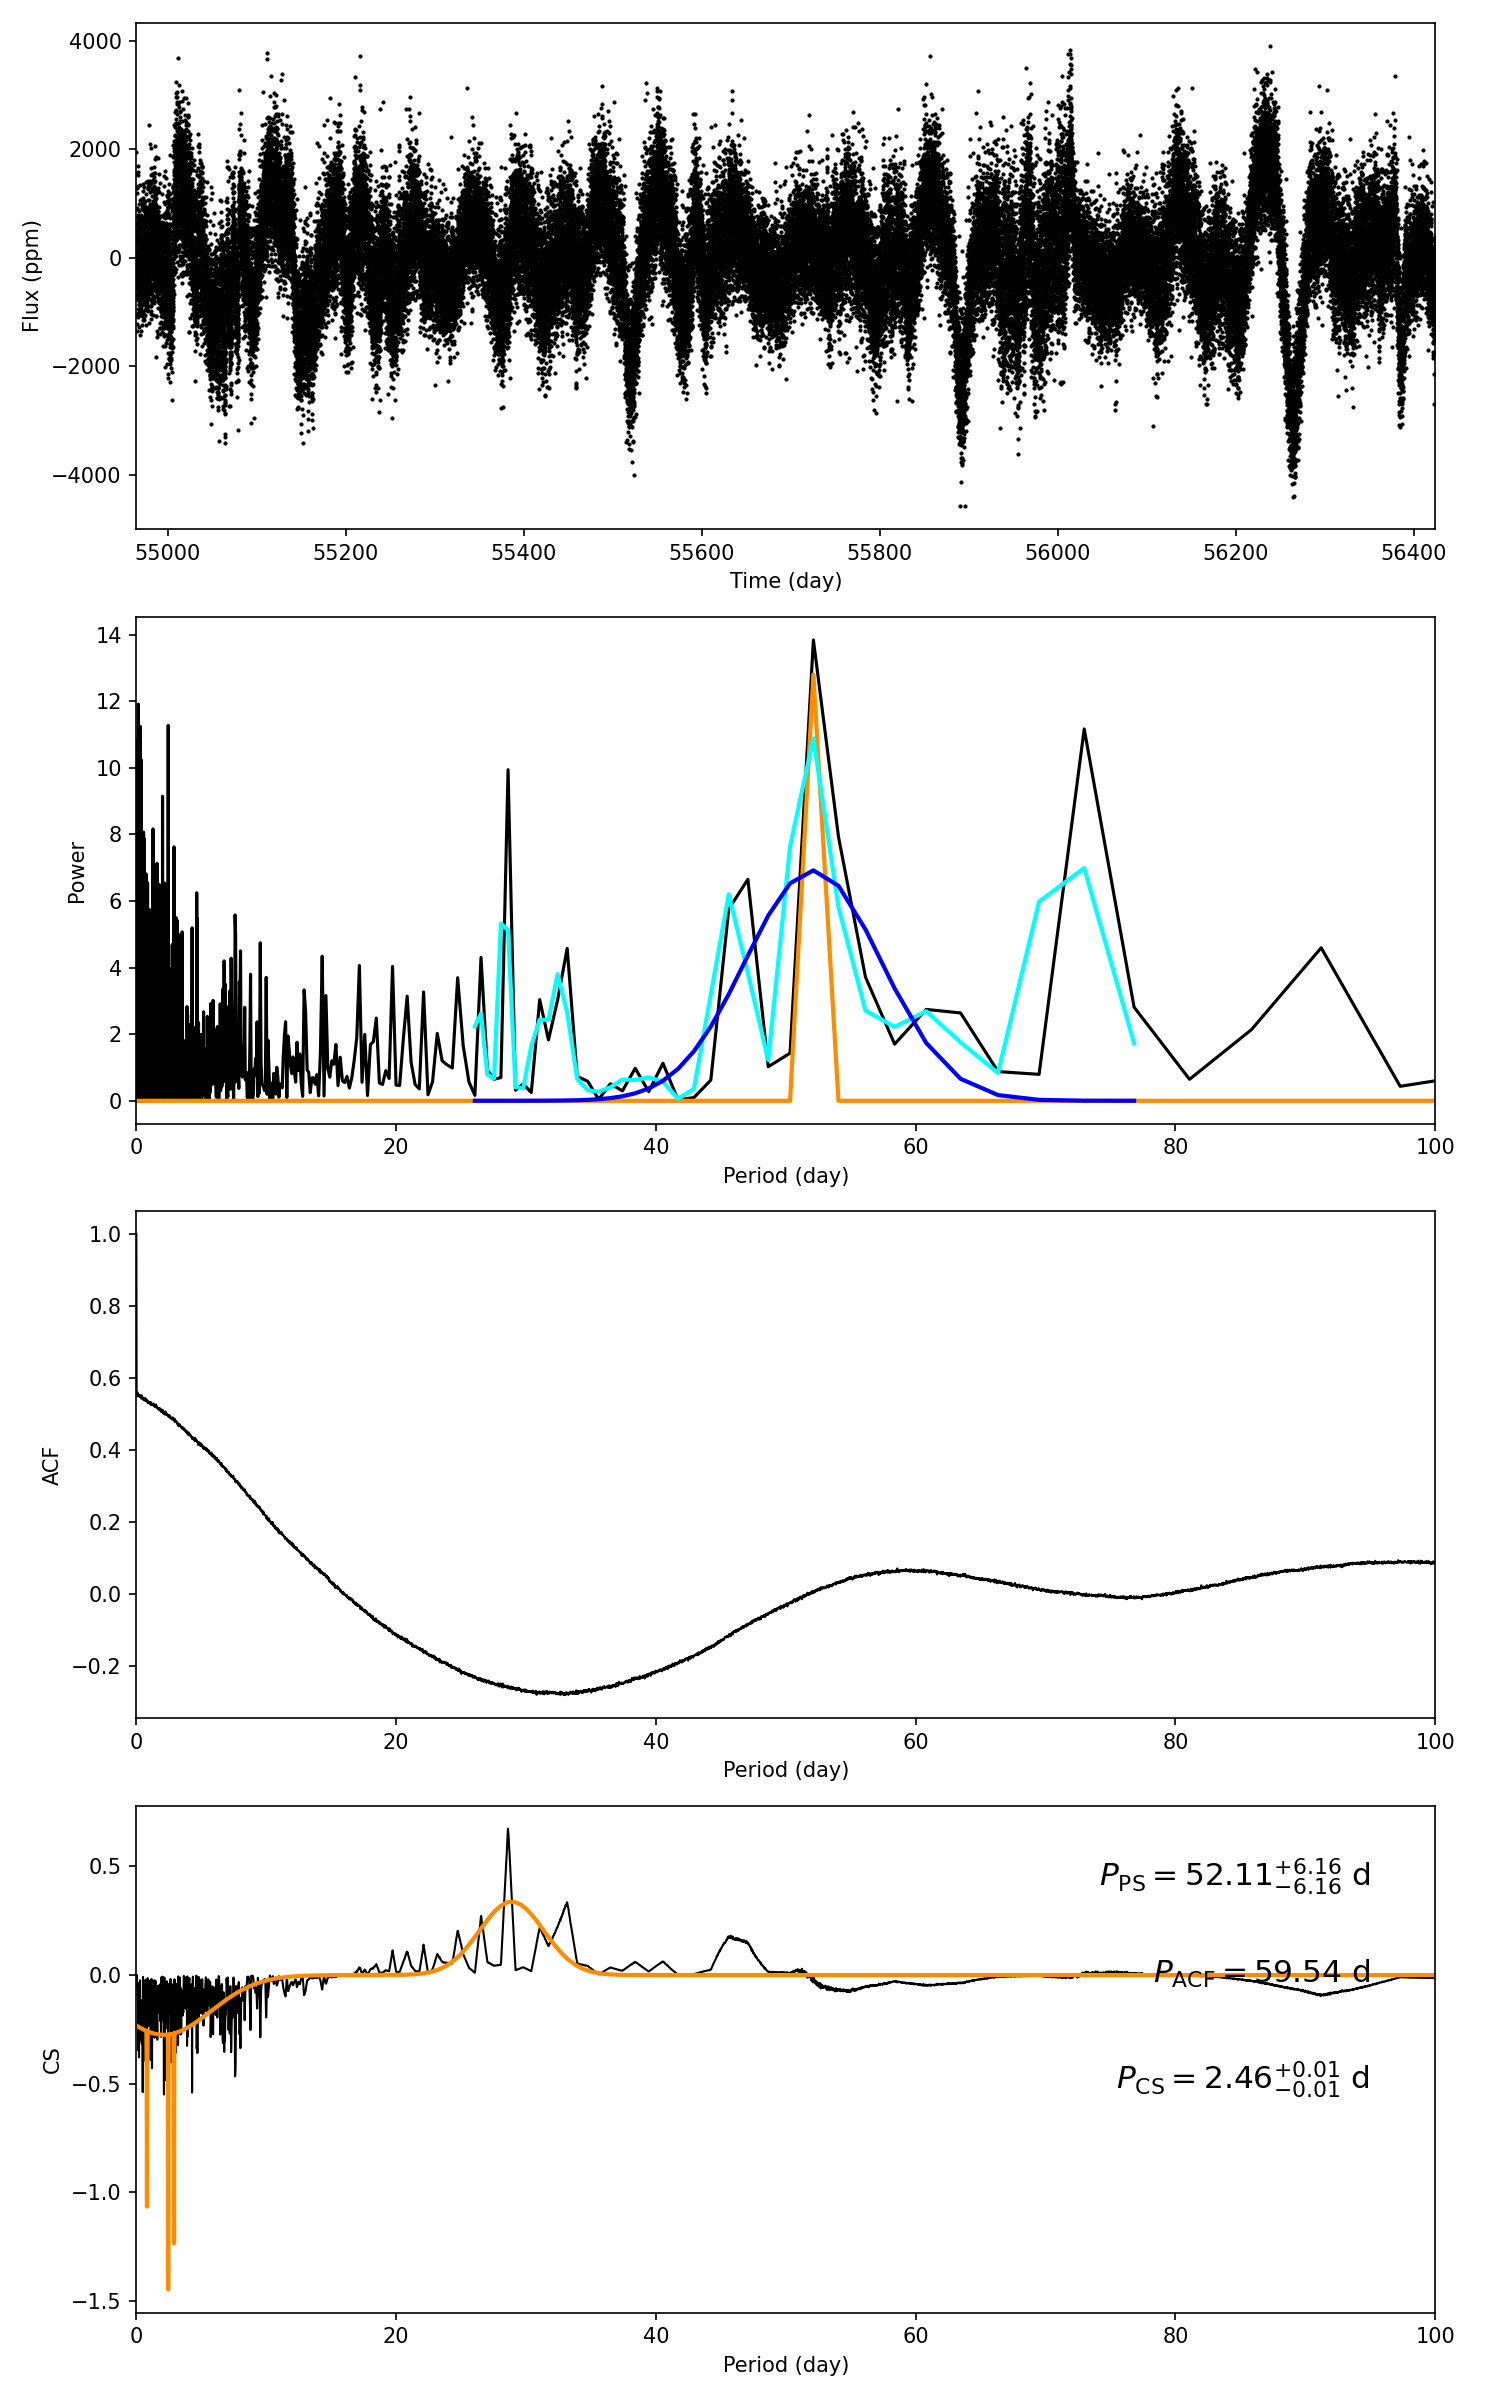 4000
2000
0
−2000
−4000
Flux (ppm)
55000 55200 55400 55600 55800 56000 56200 56400
Time (day)
14
12
10
8
6
4
2
0
Power
0 20 40 60 80 100
Period (day)
1.0
0.8
0.6
0.4
0.2
0.0
−0.2
ACF
0 20 40 60 80 100
Period (day)
0.5
0.0
−0.5
−1.0
−1.5
CS
P_PS = 52.11^{+6.16}_{−6.16} d
P_ACF = 59.54 d
P_CS = 2.46^{+0.01}_{−0.01} d
0 20 40 60 80 100
Period (day)